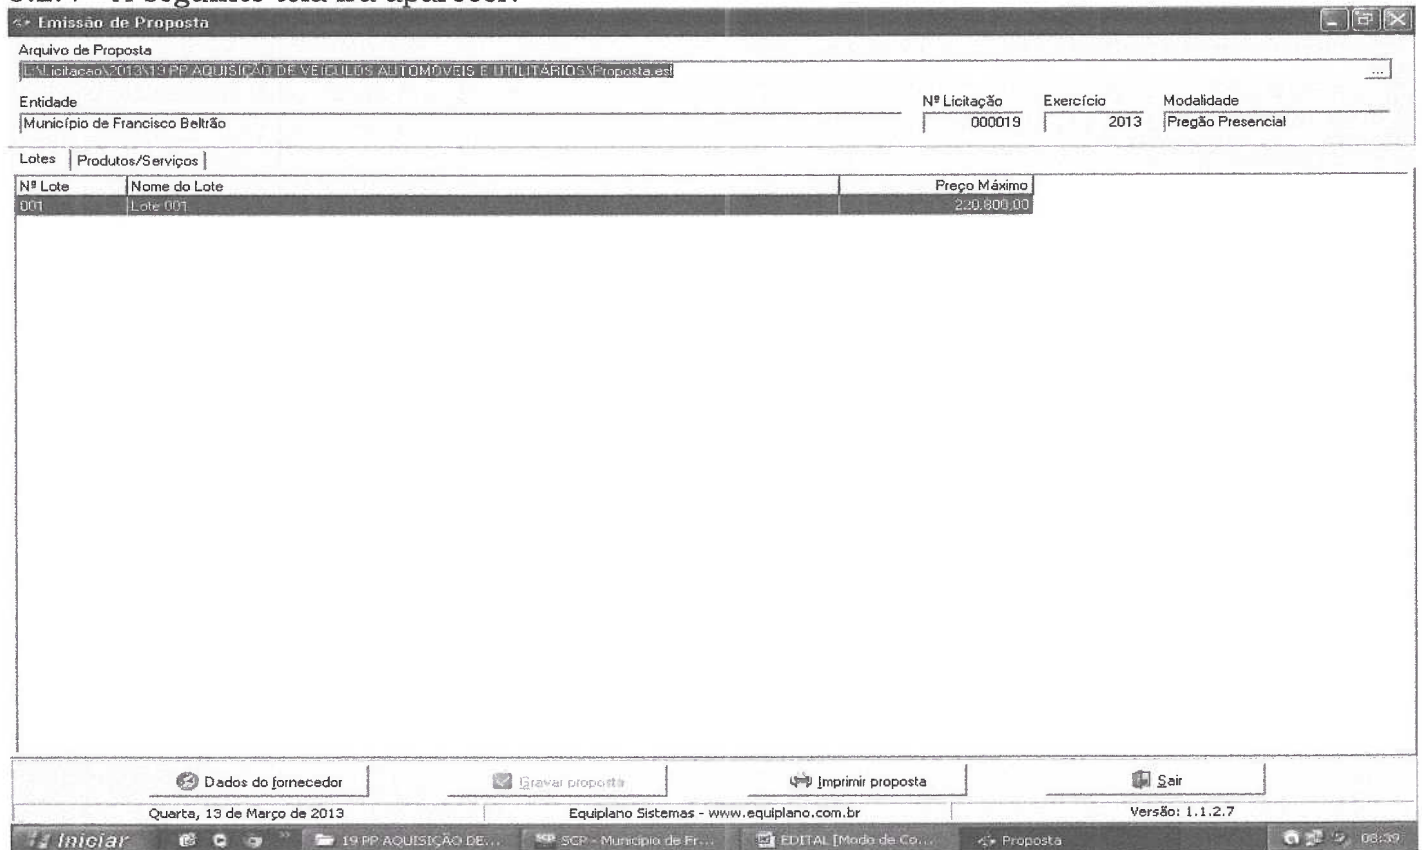 Emissão de Proposta
Arquivo de Proposta
L:\Licitacao\2013\19 PP AQUISIÇÃO DE VEÍCULOS AUTOMÓVEIS E UTILITÁRIOS\Proposta.esl
...
Entidade Nº Licitação Exercício Modalidade
Município de Francisco Beltrão 000019 2013 Pregão Presencial
Lotes Produtos/Serviços
Nº Lote Nome do Lote Preço Máximo
001 Lote 001 220.800,00
Dados do fornecedor Gravar proposta Imprimir proposta Sair
Quarta, 13 de Março de 2013 Equiplano Sistemas - www.equiplano.com.br Versão: 1.1.2.7
Iniciar 19 PP AQUISIÇÃO DE... SCP - Município de Fr... EDITAL [Modo de Co... Proposta 08:39